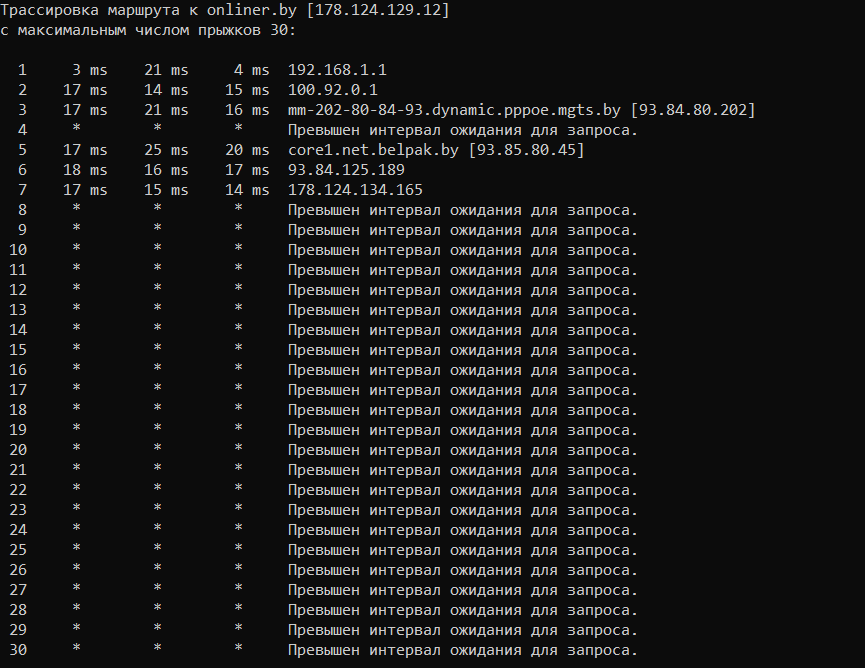 Трассировка маршрута к onliner.by [178.124.129.12]
с максимальным числом прыжков 30:
1 3 ms 21 ms 4 ms 192.168.1.1
2 17 ms 14 ms 15 ms 100.92.0.1
3 17 ms 21 ms 16 ms mm-202-80-84-93.dynamic.pppoe.mgts.by [93.84.80.202]
4 * * * Превышен интервал ожидания для запроса.
5 17 ms 25 ms 20 ms core1.net.belpak.by [93.85.80.45]
6 18 ms 16 ms 17 ms 93.84.125.189
7 17 ms 15 ms 14 ms 178.124.134.165
8 * * * Превышен интервал ожидания для запроса.
9 * * * Превышен интервал ожидания для запроса.
10 * * * Превышен интервал ожидания для запроса.
11 * * * Превышен интервал ожидания для запроса.
12 * * * Превышен интервал ожидания для запроса.
13 * * * Превышен интервал ожидания для запроса.
14 * * * Превышен интервал ожидания для запроса.
15 * * * Превышен интервал ожидания для запроса.
16 * * * Превышен интервал ожидания для запроса.
17 * * * Превышен интервал ожидания для запроса.
18 * * * Превышен интервал ожидания для запроса.
19 * * * Превышен интервал ожидания для запроса.
20 * * * Превышен интервал ожидания для запроса.
21 * * * Превышен интервал ожидания для запроса.
22 * * * Превышен интервал ожидания для запроса.
23 * * * Превышен интервал ожидания для запроса.
24 * * * Превышен интервал ожидания для запроса.
25 * * * Превышен интервал ожидания для запроса.
26 * * * Превышен интервал ожидания для запроса.
27 * * * Превышен интервал ожидания для запроса.
28 * * * Превышен интервал ожидания для запроса.
29 * * * Превышен интервал ожидания для запроса.
30 * * * Превышен интервал ожидания для запроса.